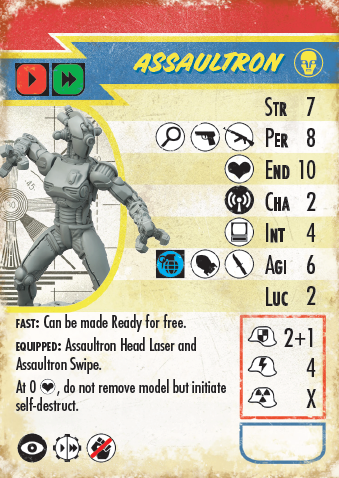 ASSAULTRON
STR 7
PER 8
END 10
CHA 2
INT 4
AGI 6
LUC 2
FAST: Can be made Ready for free.
EQUIPPED: Assaultron Head Laser and
Assaultron Swipe.
At 0 , do not remove model but initiate
self-destruct.
2+1
4
X